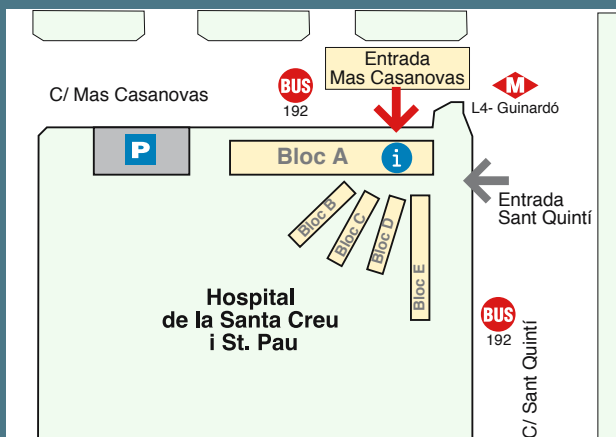 Entrada
Mas Casanovas
C/ Mas Casanovas
BUS
192
M
L4- Guinardó
P
Bloc A
i
Entrada
Sant Quintí
Bloc B
Bloc C
Bloc D
Bloc E
Hospital
de la Santa Creu
i St. Pau
BUS
192
C/ Sant Quintí